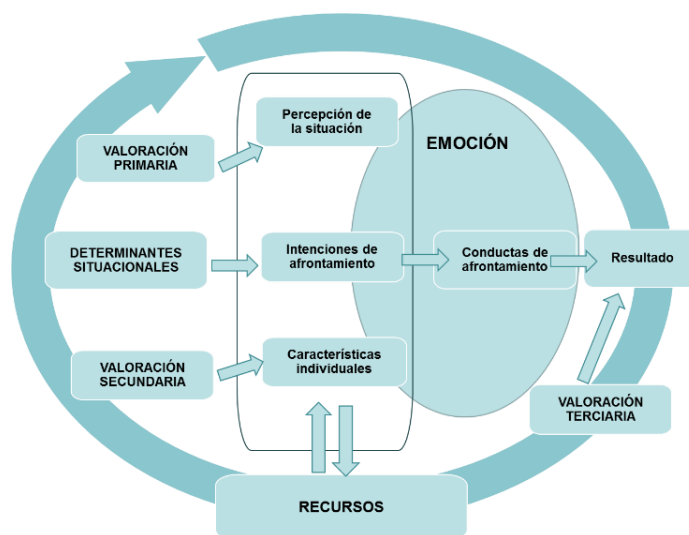 Percepción de
la situación
EMOCIÓN
VALORACIÓN
PRIMARIA
DETERMINANTES
SITUACIONALES
Intenciones de
afrontamiento
Conductas de
afrontamiento
Resultado
VALORACIÓN
SECUNDARIA
Características
individuales
VALORACIÓN
TERCIARIA
RECURSOS